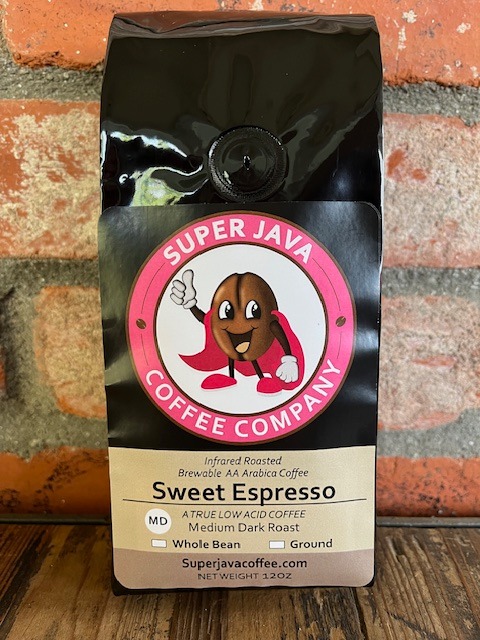 SUPER JAVA
COFFEE COMPANY
Infrared Roasted
Brewable AA Arabica Coffee
Sweet Espresso
MD
A TRUE LOW ACID COFFEE
Medium Dark Roast
Whole Bean Ground
Superjavacoffee.com
NET WEIGHT 12OZ